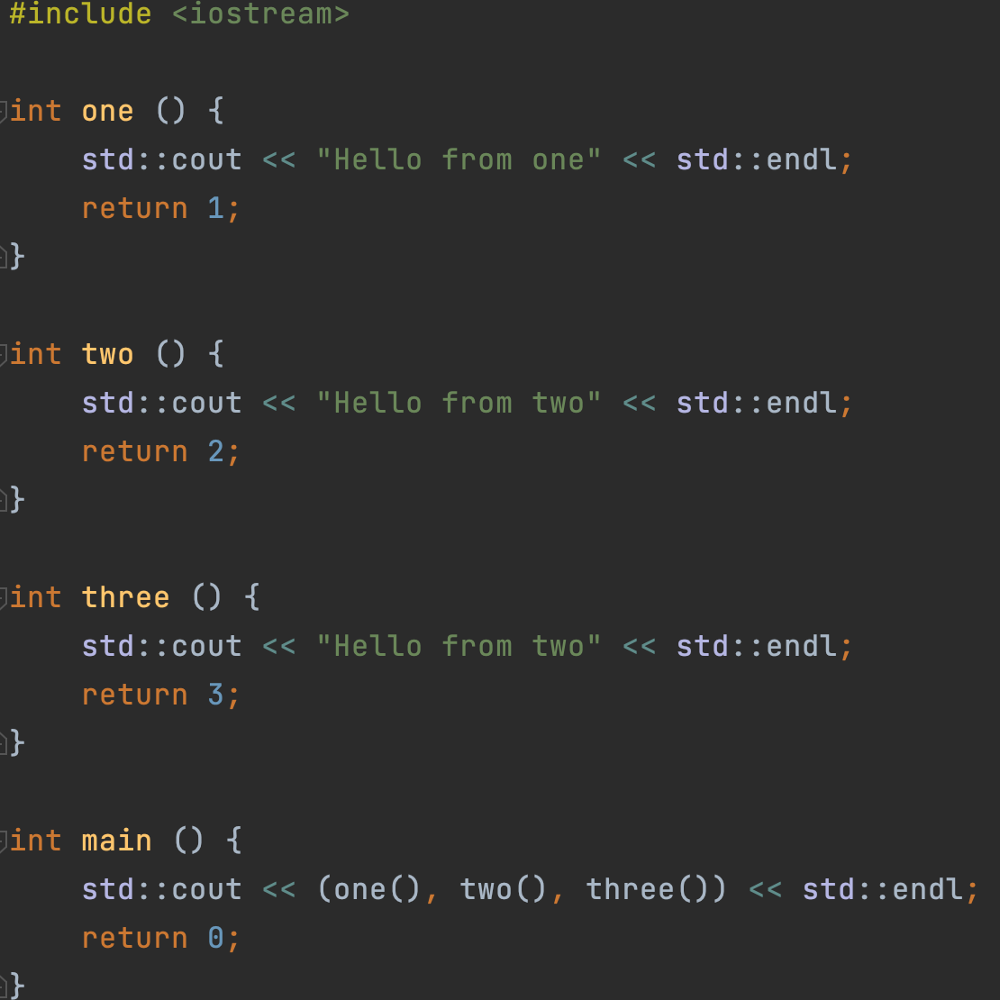 #include <iostream>
int one () {
    std::cout << "Hello from one" << std::endl;
    return 1;
}
int two () {
    std::cout << "Hello from two" << std::endl;
    return 2;
}
int three () {
    std::cout << "Hello from two" << std::endl;
    return 3;
}
int main () {
    std::cout << (one(), two(), three()) << std::endl;
    return 0;
}